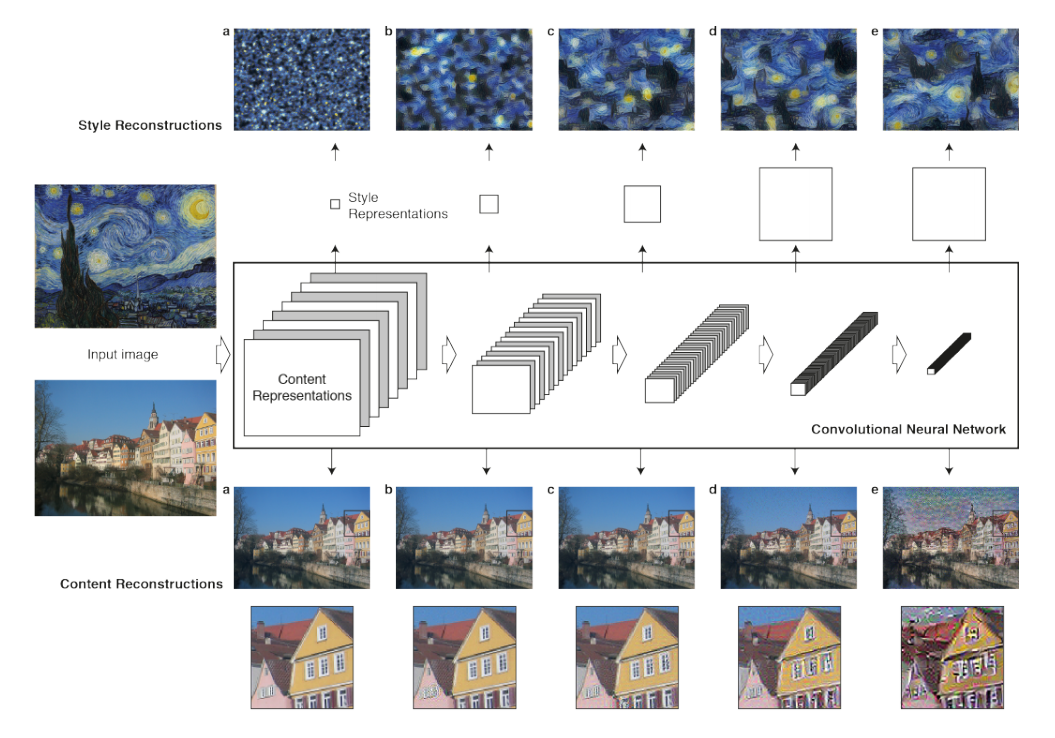 a
b
c
d
e
Style Reconstructions
Style
Representations
Input image
Content
Representations
Convolutional Neural Network
a
b
c
d
e
Content Reconstructions